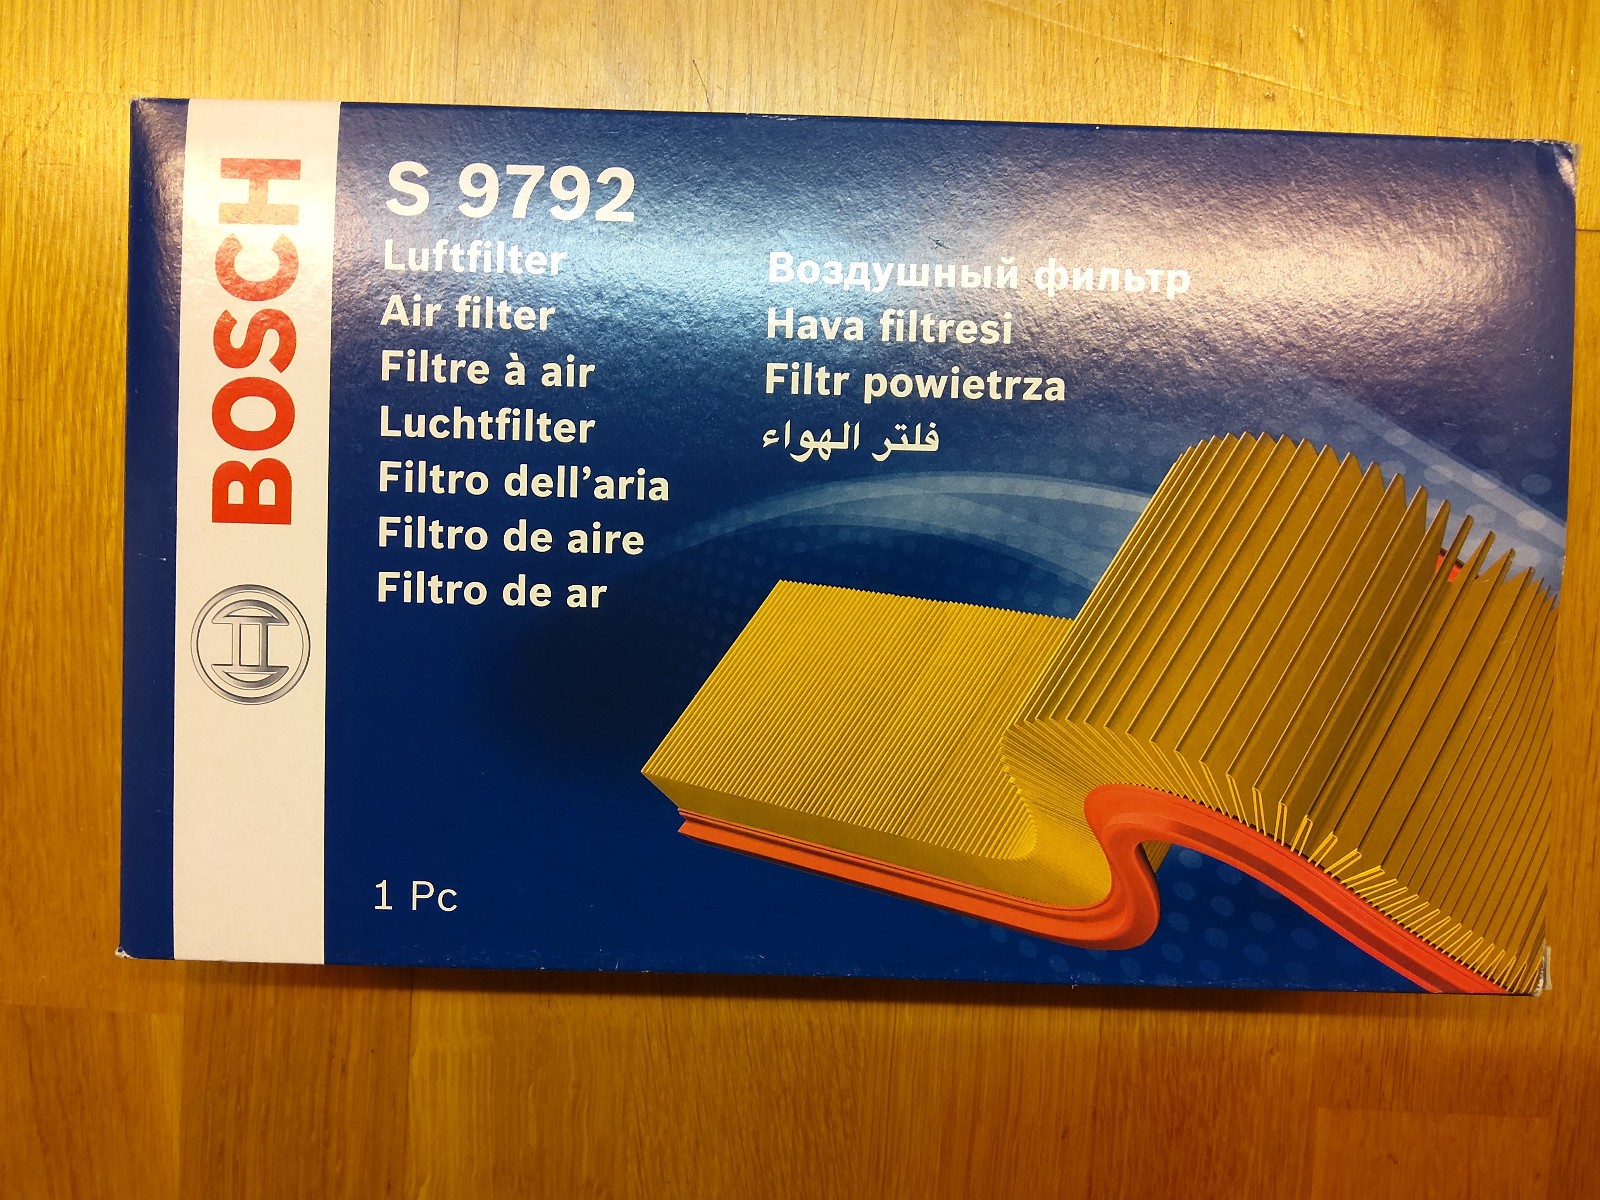 BOSCH
S 9792
Luftfilter
Air filter
Filtre à air
Luchtfilter
Filtro dell’aria
Filtro de aire
Filtro de ar
Воздушный фильтр
Hava filtresi
Filtr powietrza
فلتر الهواء
1 Pc